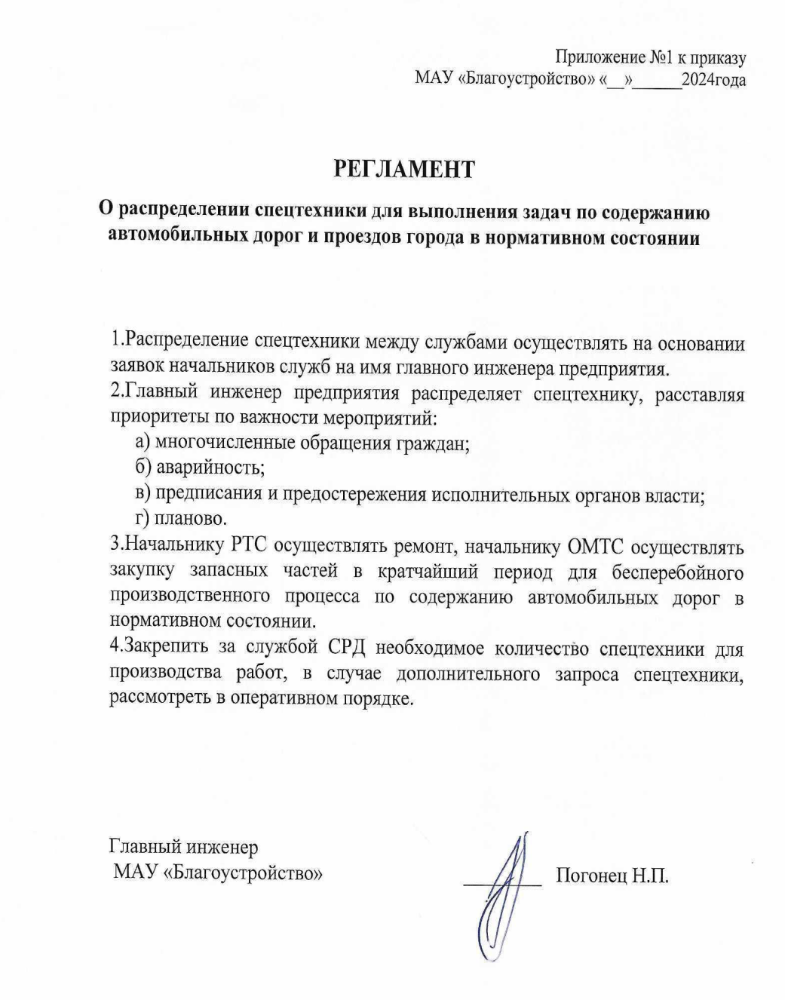 Приложение №1 к приказу
МАУ «Благоустройство» «__»______2024года
РЕГЛАМЕНТ
О распределении спецтехники для выполнения задач по содержанию
автомобильных дорог и проездов города в нормативном состоянии
1.Распределение спецтехники между службами осуществлять на основании
заявок начальников служб на имя главного инженера предприятия.
2.Главный инженер предприятия распределяет спецтехнику, расставляя
приоритеты по важности мероприятий:
а) многочисленные обращения граждан;
б) аварийность;
в) предписания и предостережения исполнительных органов власти;
г) планово.
3.Начальнику РТС осуществлять ремонт, начальнику ОМТС осуществлять
закупку запасных частей в кратчайший период для бесперебойного
производственного процесса по содержанию автомобильных дорог в
нормативном состоянии.
4.Закрепить за службой СРД необходимое количество спецтехники для
производства работ, в случае дополнительного запроса спецтехники,
рассмотреть в оперативном порядке.
Главный инженер
МАУ «Благоустройство» ________ Погонец Н.П.